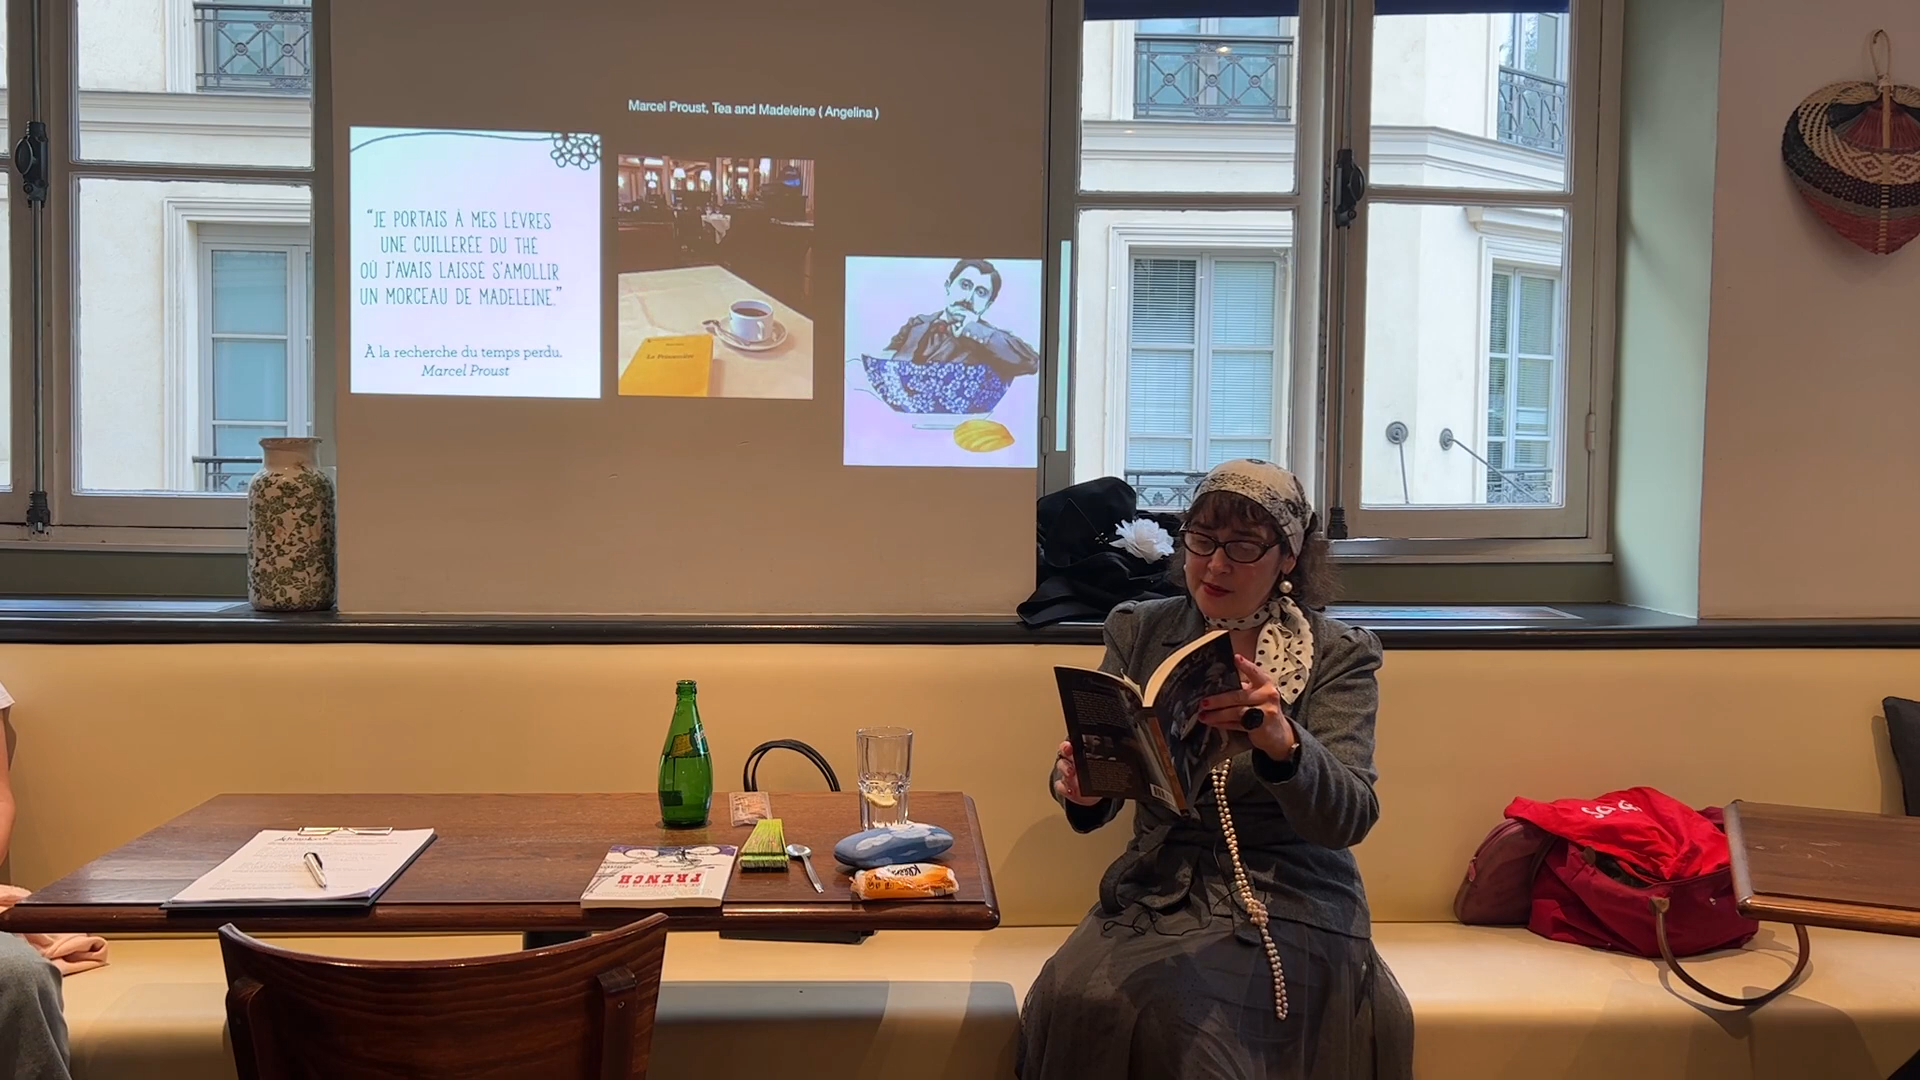 Marcel Proust, Tea and Madeleine ( Angelina )
“JE PORTAIS À MES LÈVRES
UNE CUILLERÉE DU THÉ
OÙ J'AVAIS LAISSÉ S'AMOLLIR
UN MORCEAU DE MADELEINE.”
À la recherche du temps perdu.
Marcel Proust
FRENCH